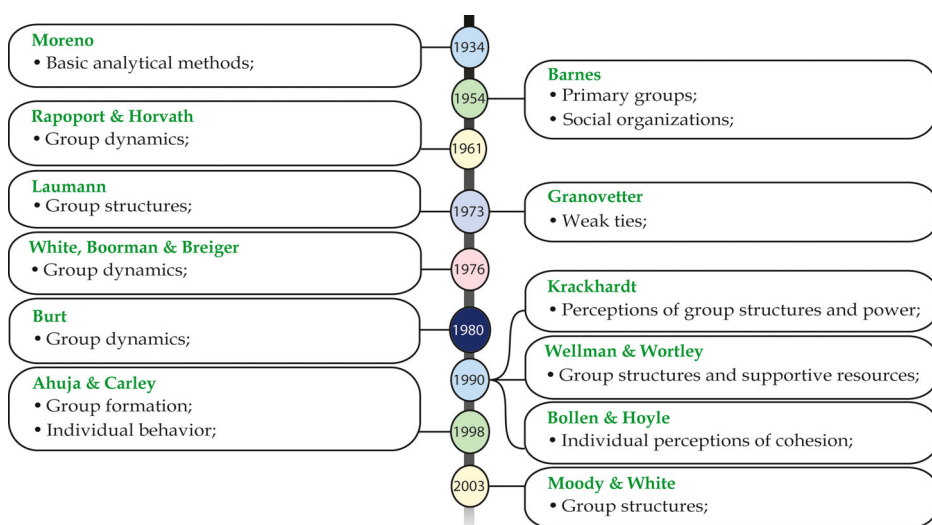 Moreno
• Basic analytical methods;
1934
Barnes
• Primary groups;
• Social organizations;
1954
Rapoport & Horvath
• Group dynamics;
1961
Laumann
• Group structures;
1973
Granovetter
• Weak ties;
White, Boorman & Breiger
• Group dynamics;
1976
Burt
• Group dynamics;
1980
Krackhardt
• Perceptions of group structures and power;
1990
Wellman & Wortley
• Group structures and supportive resources;
Bollen & Hoyle
• Individual perceptions of cohesion;
Ahuja & Carley
• Group formation;
• Individual behavior;
1998
2003
Moody & White
• Group structures;